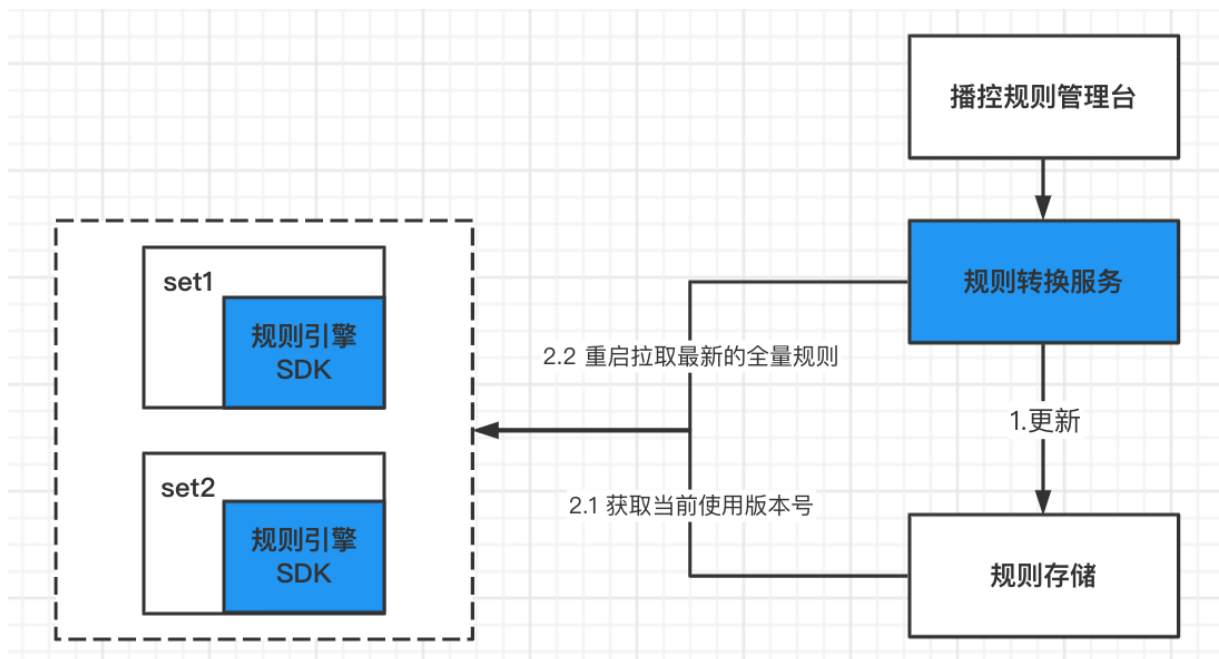 播控规则管理台
规则转换服务
set1
规则引擎
SDK
2.2 重启拉取最新的全量规则
1.更新
set2
2.1 获取当前使用版本号
规则引擎
SDK
规则存储